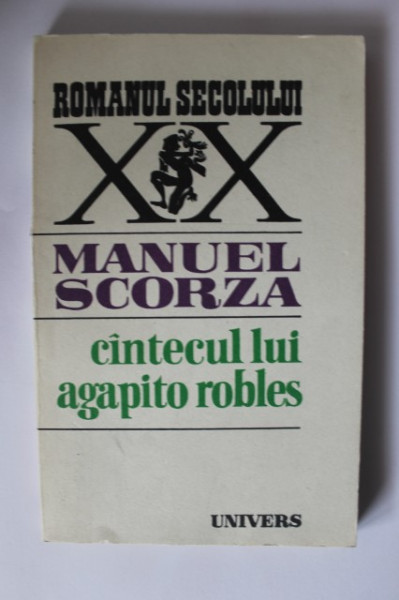 ROMANUL SECOLULUI
XX
MANUEL
SCORZA
cîntecul lui
agapito robles
UNIVERS